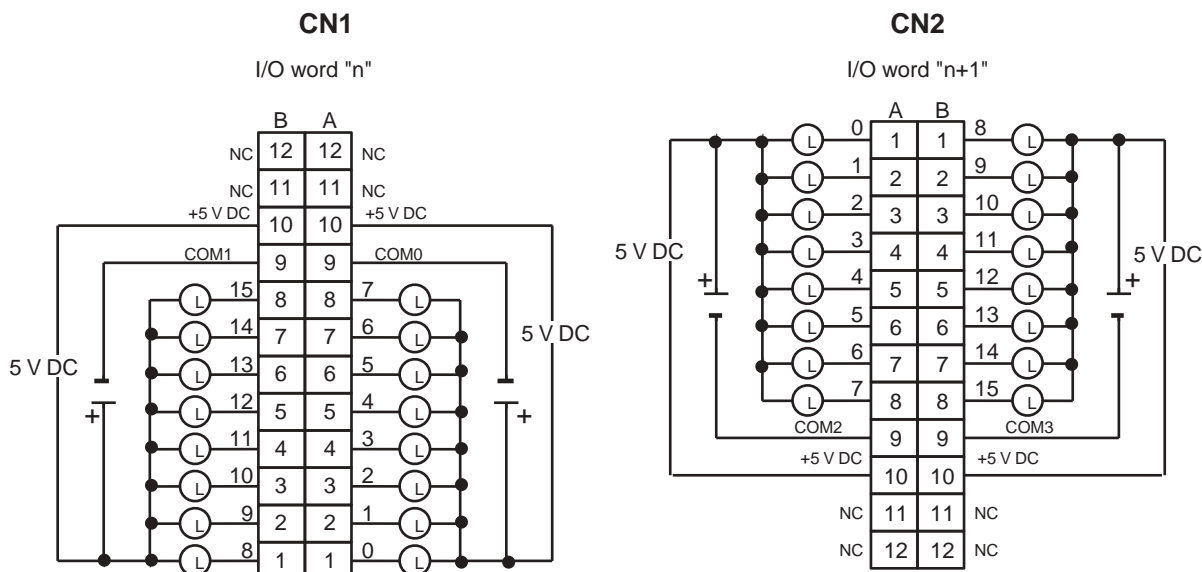 CN1
I/O word "n"
B A
NC 12 12 NC
NC 11 11 NC
+5 V DC 10 10 +5 V DC
COM1 9 9 COM0
L 15 8 8 7 L
L 14 7 7 6 L
L 13 6 6 5 L
L 12 5 5 4 L
L 11 4 4 3 L
L 10 3 3 2 L
L 9 2 2 1 L
L 8 1 1 0 L
5 V DC
+
5 V DC
+
CN2
I/O word "n+1"
A B
L 0 1 1 8 L
L 1 2 2 9 L
L 2 3 3 10 L
L 3 4 4 11 L
L 4 5 5 12 L
L 5 6 6 13 L
L 6 7 7 14 L
L 7 8 8 15 L
COM2 9 9 COM3
+5 V DC 10 10 +5 V DC
NC 11 11 NC
NC 12 12 NC
5 V DC
+
5 V DC
+